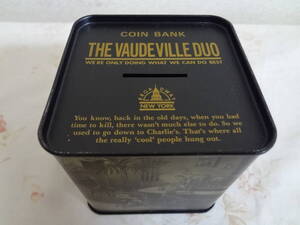 COIN BANK
THE VAUDEVILLE DUO
WE'RE ONLY DOING WHAT WE CAN DO BEST
BROADWAY
NEW YORK
You know, back in the old days, when you had
time to kill, there wasn't much else to do. So we
used to go down to Charlie's. That's where all
the really 'cool' people hung out.